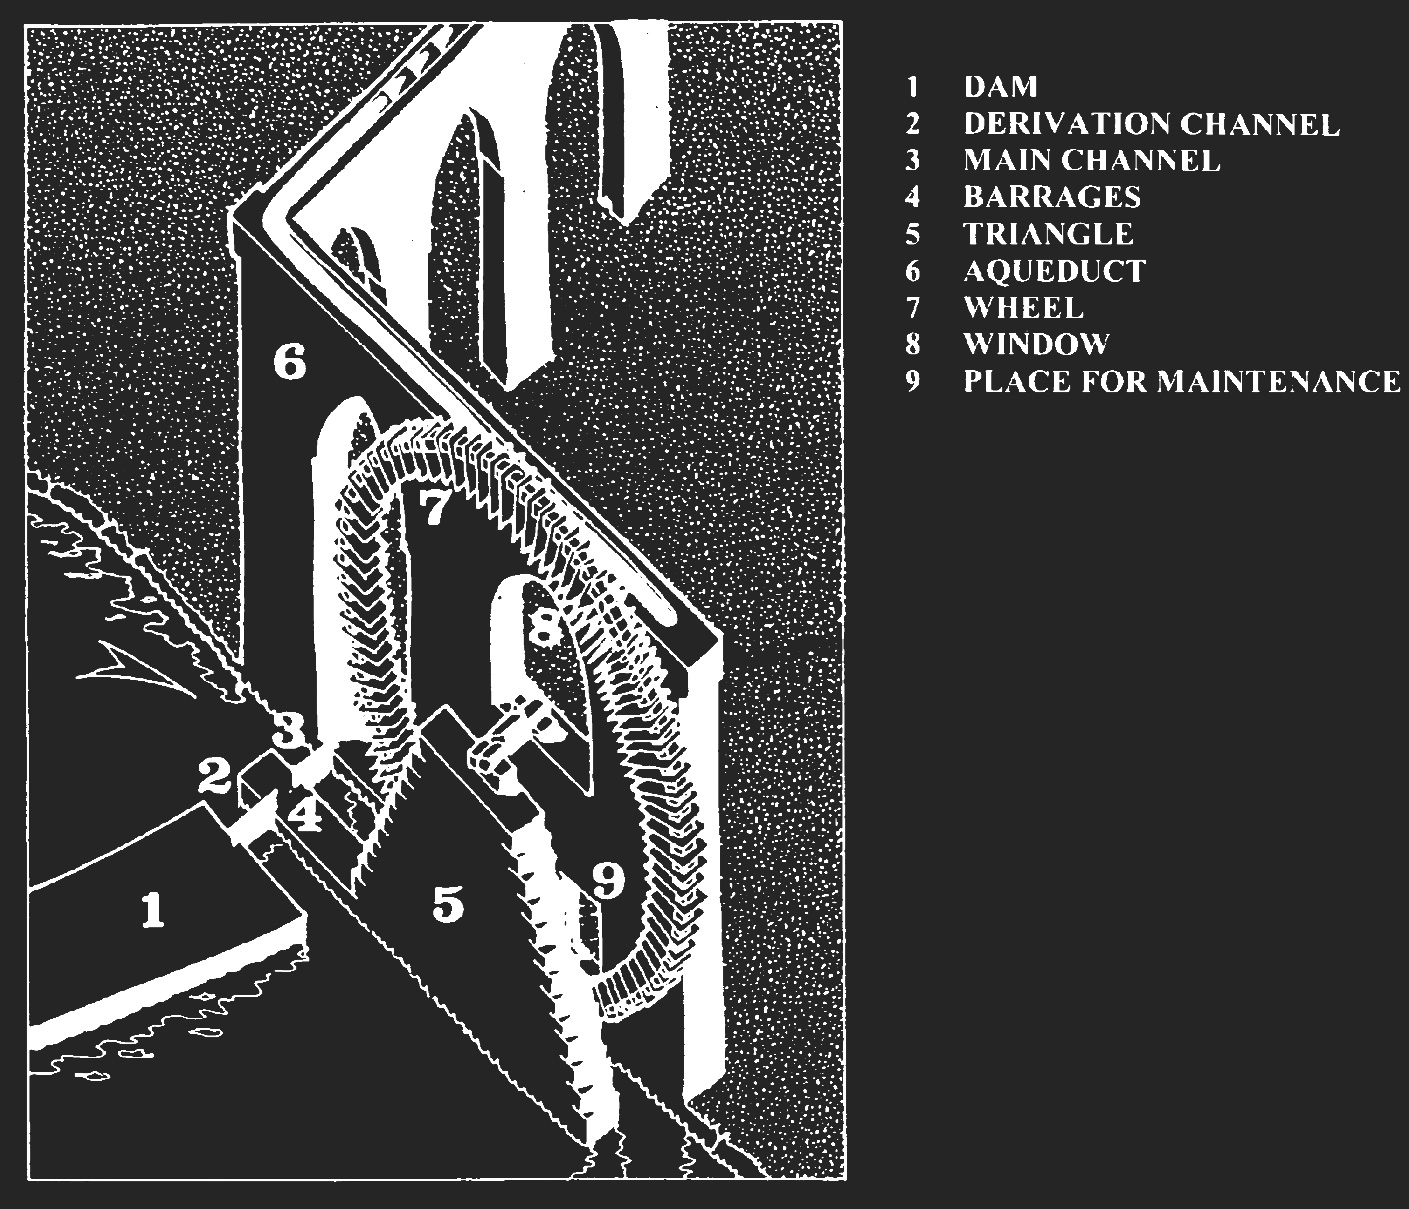 1 DAM
2 DERIVATION CHANNEL
3 MAIN CHANNEL
4 BARRAGES
5 TRIANGLE
6 AQUEDUCT
7 WHEEL
8 WINDOW
9 PLACE FOR MAINTENANCE
6
7
8
3
2
4
9
5
1